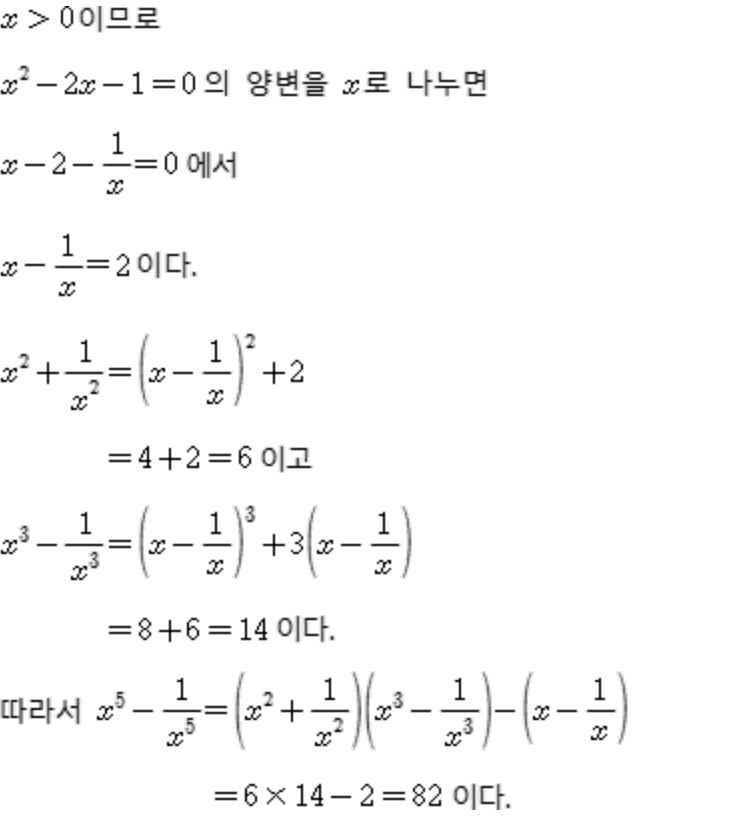 x > 0이므로
x² − 2x − 1 = 0 의 양변을 x로 나누면
x − 2 − 1/x = 0 에서
x − 1/x = 2 이다.
x² + 1/x² = (x − 1/x)² + 2
= 4 + 2 = 6 이고
x³ − 1/x³ = (x − 1/x)³ + 3(x − 1/x)
= 8 + 6 = 14 이다.
따라서 x⁵ − 1/x⁵ = (x² + 1/x²)(x³ − 1/x³) − (x − 1/x)
= 6 × 14 − 2 = 82 이다.